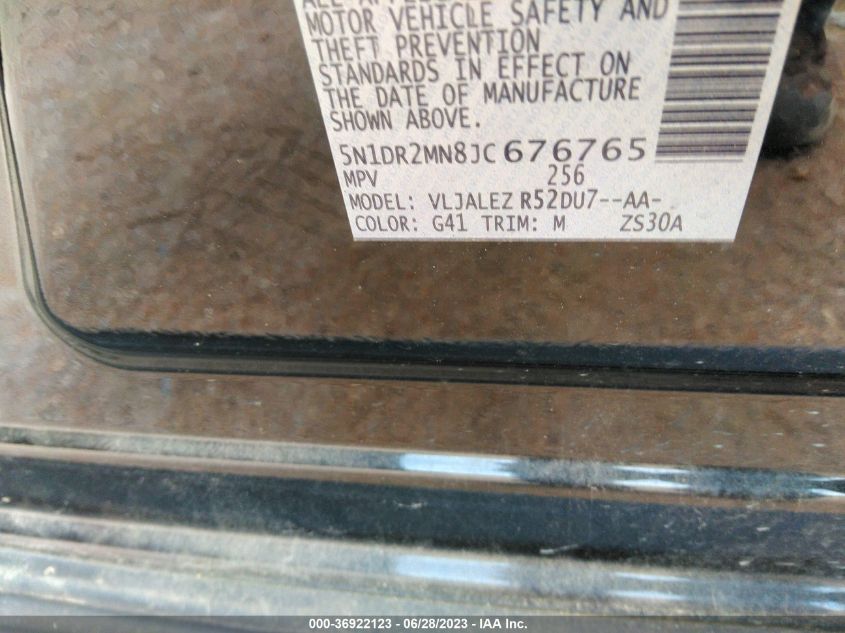 MOTOR VEHICLE SAFETY AND
THEFT PREVENTION
STANDARDS IN EFFECT ON
THE DATE OF MANUFACTURE
SHOWN ABOVE.
5N1DR2MN8JC676765
MPV 256
MODEL: VLJALEZ R52DU7--AA-
COLOR: G41 TRIM: M ZS30A
000-36922123 - 06/28/2023 - IAA Inc.